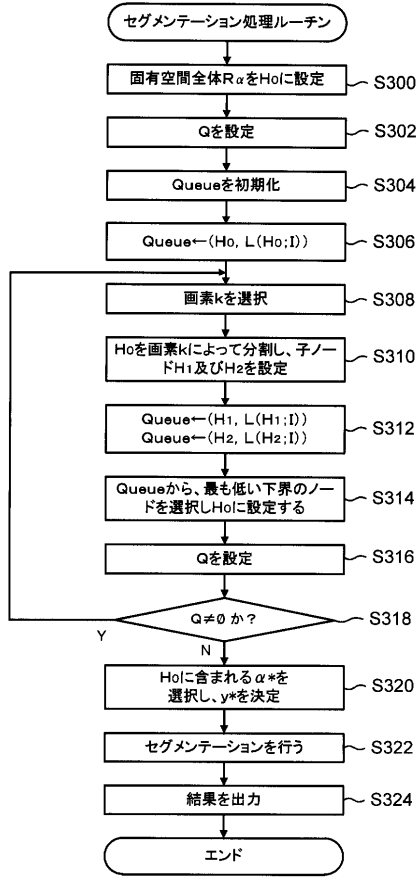 セグメンテーション処理ルーチン
固有空間全体RαをH0に設定
S300
Qを設定
S302
Queueを初期化
S304
Queue←(H0, L(H0;I))
S306
画素kを選択
S308
H0を画素kによって分割し、子ノ
ードH1及びH2を設定
S310
Queue←(H1, L(H1;I))
Queue←(H2, L(H2;I))
S312
Queueから、最も低い下界のノー
ドを選択しH0に設定する
S314
Qを設定
S316
Q≠∅か?
S318
Y
N
H0に含まれるα*を
選択し、y*を決定
S320
セグメンテーションを行う
S322
結果を出力
S324
エンド